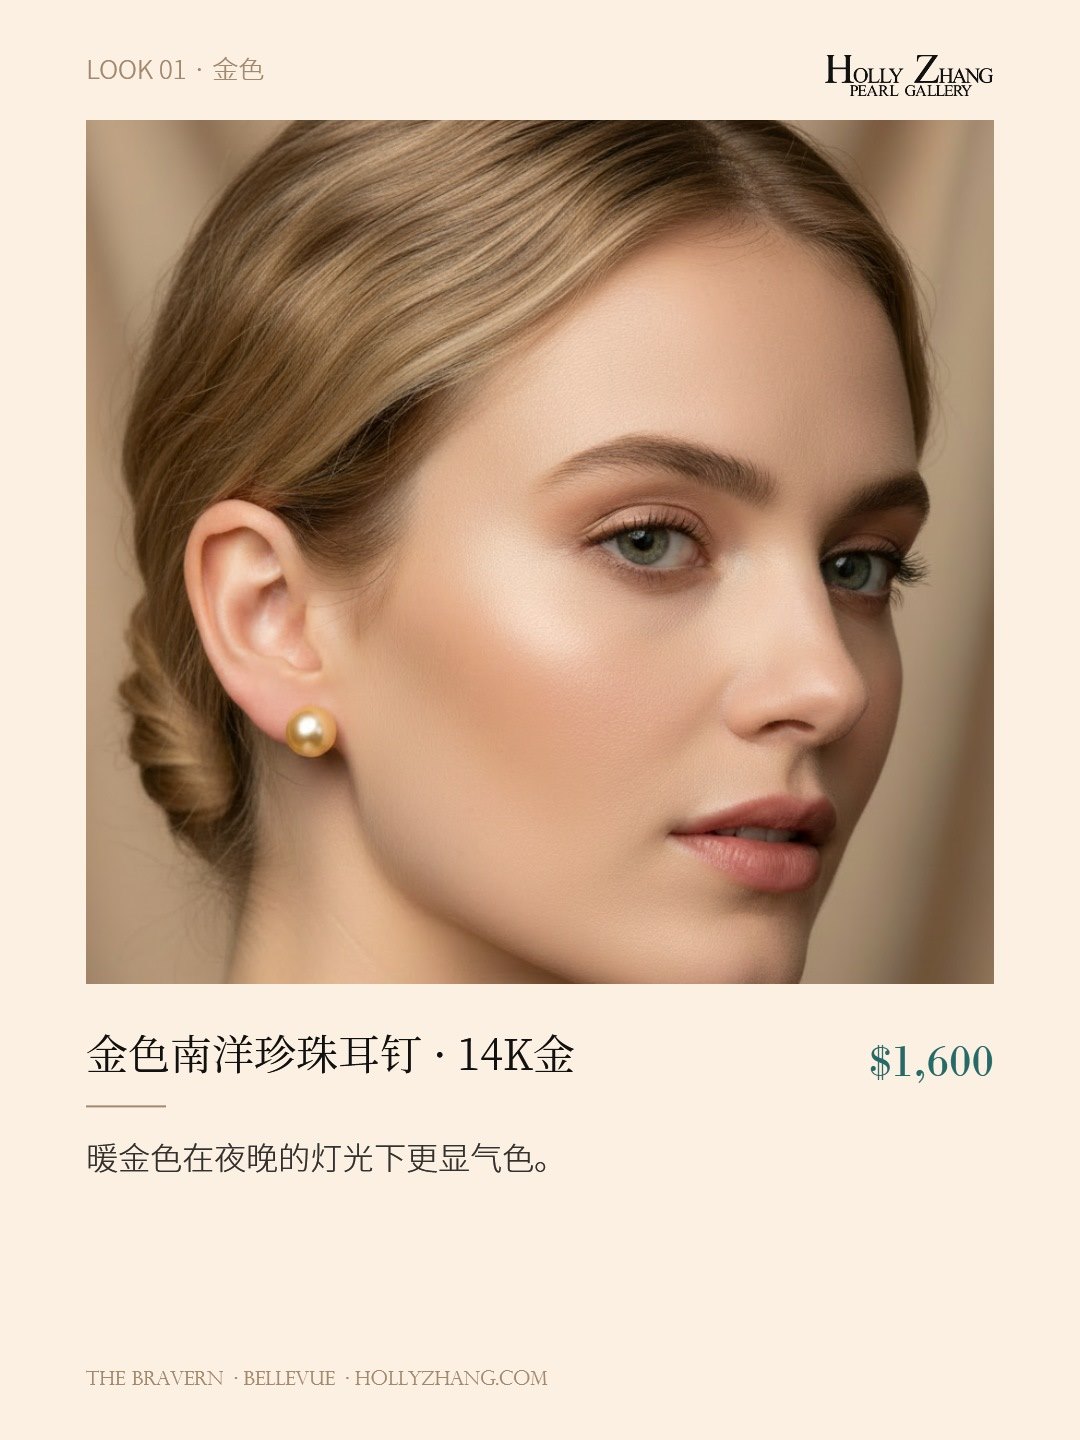 LOOK 01 · 金色
HOLLY ZHANG
PEARL GALLERY
金色南洋珍珠耳钉 · 14K金
$1,600
暖金色在夜晚的灯光下更显气色。
THE BRAVERN · BELLEVUE · HOLLYZHANG.COM